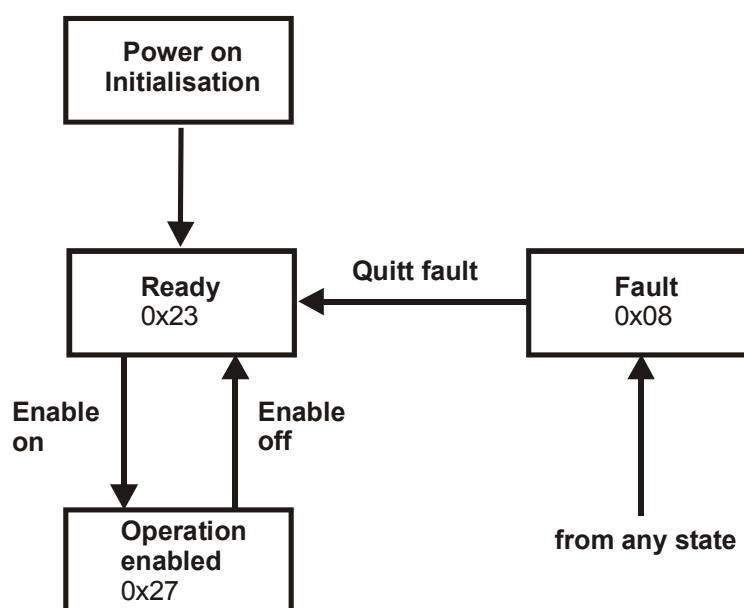 Power on
Initialisation
Ready
0x23
Quitt fault
Fault
0x08
Enable
on
Enable
off
Operation
enabled
0x27
from any state